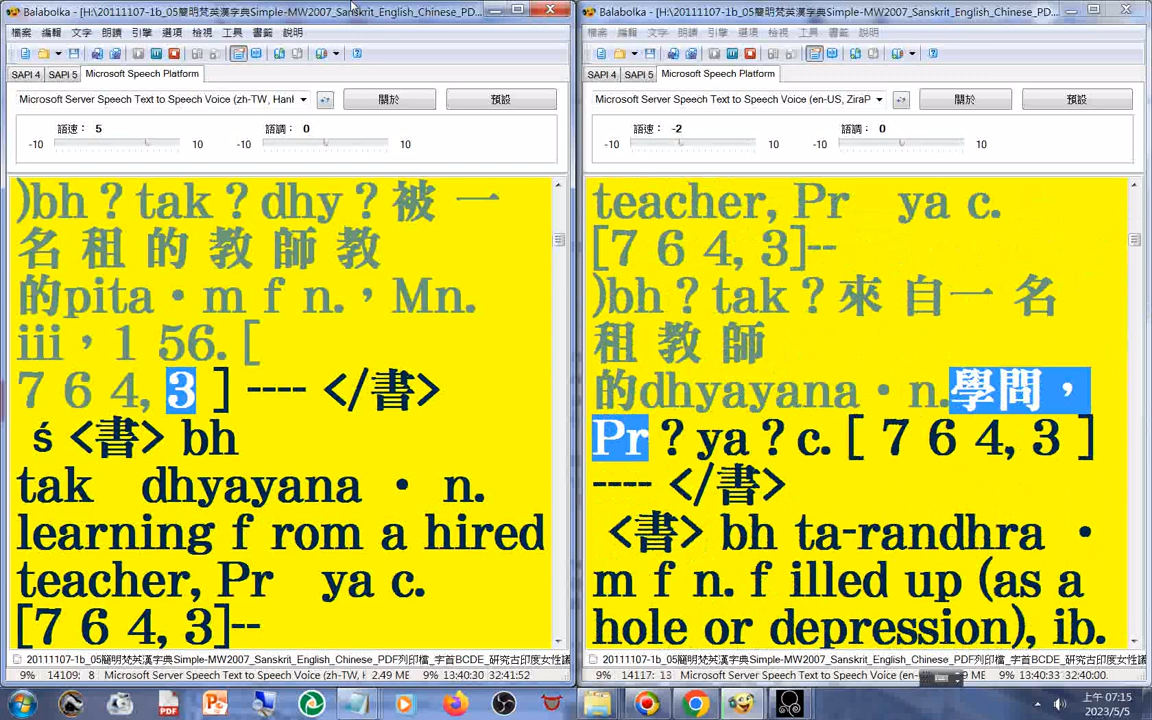 Balabolka - [H:\20111107-1b_05簡明梵英漢字典Simple-MW2007_Sanskrit_English_Chinese_PD...
檔案 編輯 文字 朗讀 引擎 選項 檢視 工具 書籤 說明
SAPI 4 SAPI 5 Microsoft Speech Platform
Microsoft Server Speech Text to Speech Voice (zh-TW, Hanl
關於
預設
語速： 5
語調： 0
-10 10 -10 10
)bh？tak？dhy？被 一
名 租 的 教 師 教
的pita・m f n.，Mn.
iii，1 56. [
7 6 4, 3 ] ---- </書>
ś <書> bh
tak dhyayana ・ n.
learning f rom a hired
teacher, Pr ya c.
[7 6 4, 3]--
20111107-1b_05簡明梵英漢字典Simple-MW2007_Sanskrit_English_Chinese_PDF列印檔_字首BCDE_研究古印度女性議
9% 14109: 8 Microsoft Server Speech Text to Speech Voice (zh-TW, H 2.49 MB 9% 13:40:30 32:41:52
Balabolka - [H:\20111107-1b_05簡明梵英漢字典Simple-MW2007_Sanskrit_English_Chinese_PD...
檔案 編輯 文字 朗讀 引擎 選項 檢視 工具 書籤 說明
SAPI 4 SAPI 5 Microsoft Speech Platform
Microsoft Server Speech Text to Speech Voice (en-US, ZiraP
關於
預設
語速： -2
語調： 0
-10 10 -10 10
teacher, Pr ya c.
[7 6 4, 3]--
)bh？tak？來 自一 名
租 教 師
的dhyayana・n.學問，
Pr？ya？c. [ 7 6 4, 3 ]
---- </書>
<書> bh ta-randhra ・
m f n. f illed up (as a
hole or depression), ib.
20111107-1b_05簡明梵英漢字典Simple-MW2007_Sanskrit_English_Chinese_PDF列印檔_字首BCDE_研究古印度女性議
9% 14117: 13 Microsoft Server Speech Text to Speech Voice (en-US, 9% 13:40:33 32:40:00
上午 07:15
2023/5/5